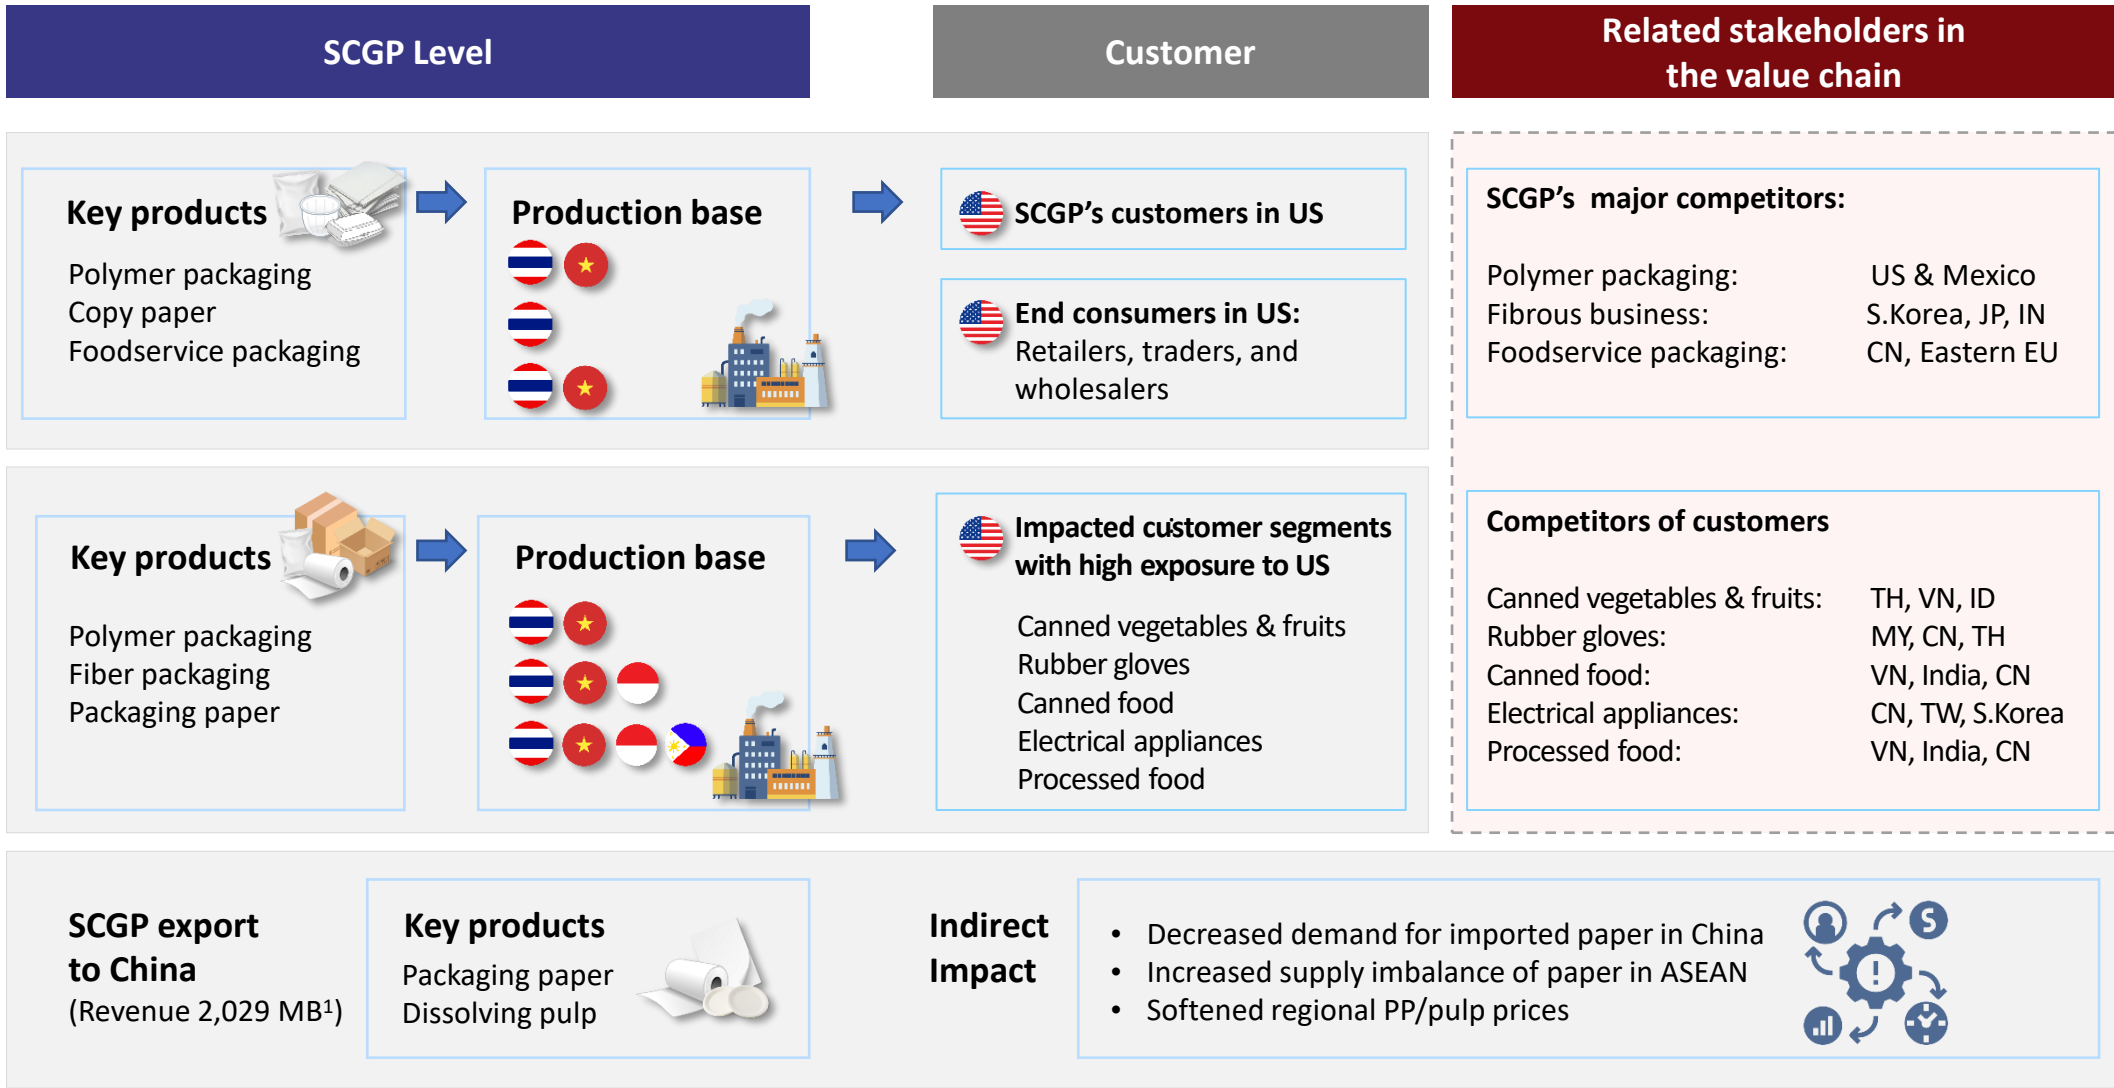 SCGP Level
Customer
Related stakeholders in
the value chain
Key products
Polymer packaging
Copy paper
Foodservice packaging
Production base
SCGP's customers in US
End consumers in US:
Retailers, traders, and
wholesalers
SCGP's major competitors:
Polymer packaging: US & Mexico
Fibrous business: S.Korea, JP, IN
Foodservice packaging: CN, Eastern EU
Key products
Polymer packaging
Fiber packaging
Packaging paper
Production base
Impacted customer segments
with high exposure to US
Canned vegetables & fruits
Rubber gloves
Canned food
Electrical appliances
Processed food
Competitors of customers
Canned vegetables & fruits: TH, VN, ID
Rubber gloves: MY, CN, TH
Canned food: VN, India, CN
Electrical appliances: CN, TW, S.Korea
Processed food: VN, India, CN
SCGP export
to China
(Revenue 2,029 MB¹)
Key products
Packaging paper
Dissolving pulp
Indirect
Impact
• Decreased demand for imported paper in China
• Increased supply imbalance of paper in ASEAN
• Softened regional PP/pulp prices